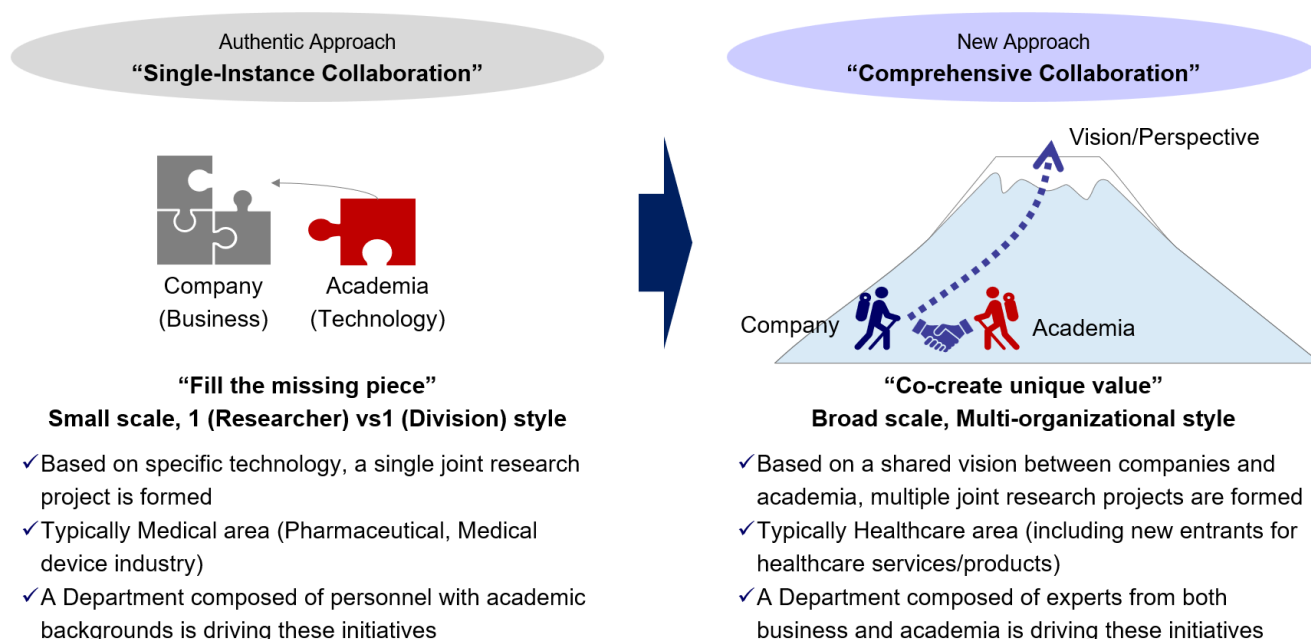 Authentic Approach
“Single-Instance Collaboration”
Company
(Business)
Academia
(Technology)
“Fill the missing piece”
Small scale, 1 (Researcher) vs1 (Division) style
✓Based on specific technology, a single joint research
project is formed
✓Typically Medical area (Pharmaceutical, Medical
device industry)
✓A Department composed of personnel with academic
backgrounds is driving these initiatives
New Approach
“Comprehensive Collaboration”
Vision/Perspective
Company
Academia
“Co-create unique value”
Broad scale, Multi-organizational style
✓Based on a shared vision between companies and
academia, multiple joint research projects are formed
✓Typically Healthcare area (including new entrants for
healthcare services/products)
✓A Department composed of experts from both
business and academia is driving these initiatives